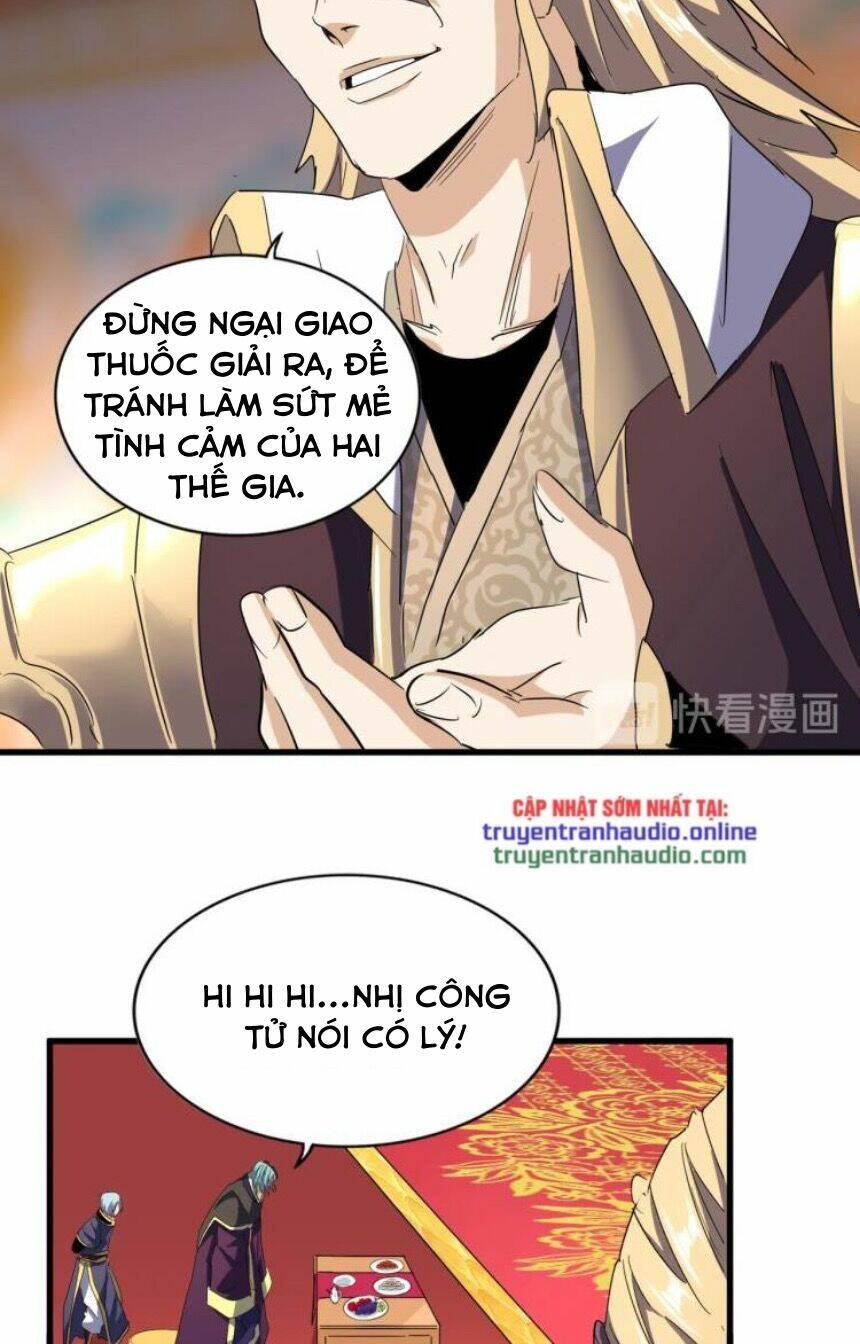 ĐỪNG NGẠI GIAO
THUỐC GIẢI RA, ĐỂ
TRÁNH LÀM SỨT MẺ
TÌNH CẢM CỦA HAI
THẾ GIA.
快看漫画
CẬP NHẬT SỚM NHẤT TẠI:
truyentranhaudio.online
truyentranhaudio.com
HI HI HI...NHỊ CÔNG
TỬ NÓI CÓ LÝ!